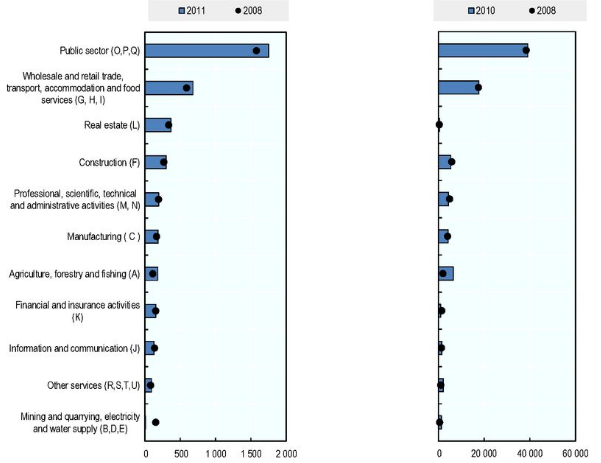 2011 2008
2010 2008
Public sector (O,P,Q)
Wholesale and retail trade,
transport, accommodation and food
services (G, H, I)
Real estate (L)
Construction (F)
Professional, scientific, technical
and administrative activities (M, N)
Manufacturing ( C )
Agriculture, forestry and fishing (A)
Financial and insurance activities
(K)
Information and communication (J)
Other services (R,S,T,U)
Mining and quarrying, electricity
and water supply (B,D,E)
0 500 1 000 1 500 2 000
0 20 000 40 000 60 000